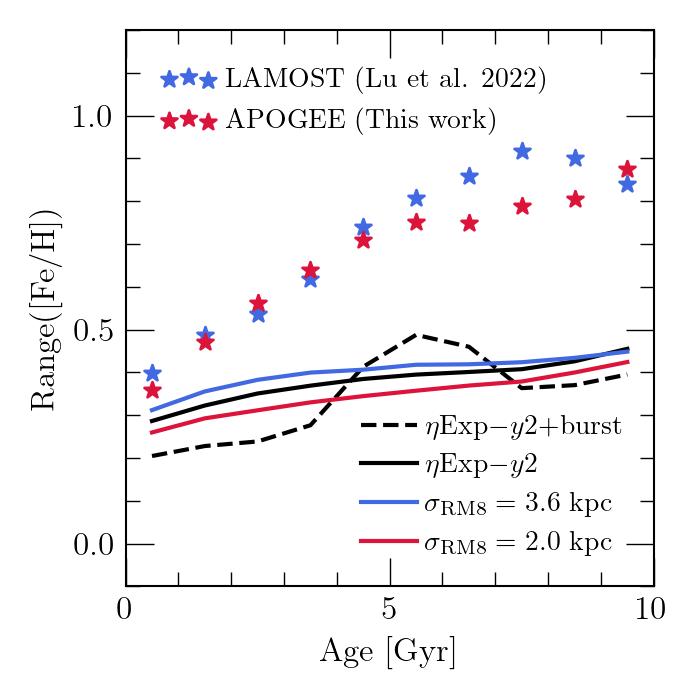 LAMOST (Lu et al. 2022)
APOGEE (This work)
1.0
0.5
0.0
Range([Fe/H])
ηExp−y2+burst
ηExp−y2
σRM8 = 3.6 kpc
σRM8 = 2.0 kpc
0 5 10
Age [Gyr]